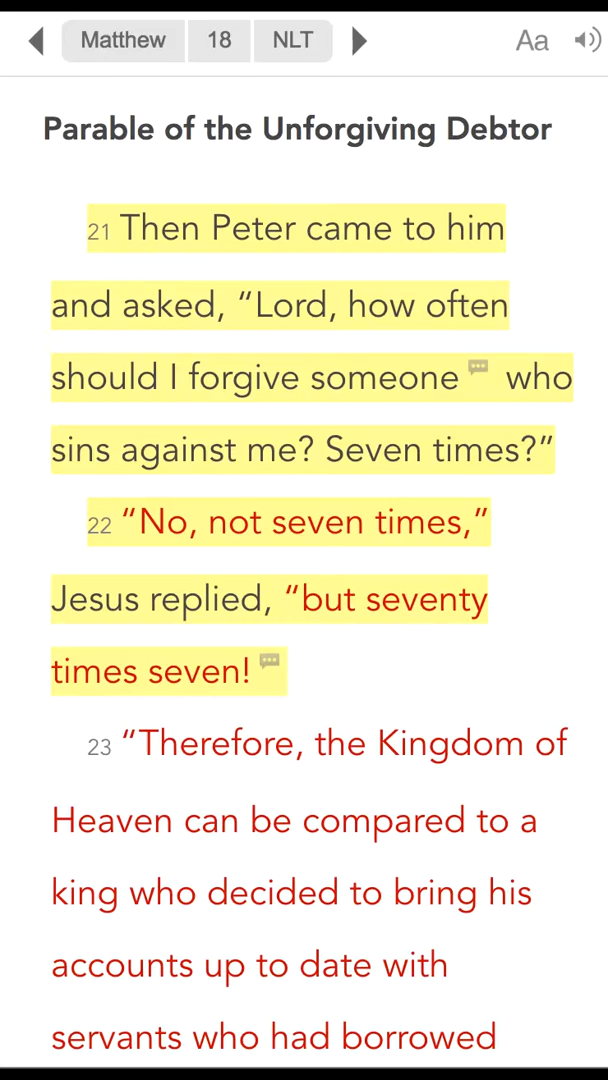 Matthew 18 NLT Aa
Parable of the Unforgiving Debtor
21 Then Peter came to him
and asked, “Lord, how often
should I forgive someone who
sins against me? Seven times?”
22 “No, not seven times,”
Jesus replied, “but seventy
times seven!
23 “Therefore, the Kingdom of
Heaven can be compared to a
king who decided to bring his
accounts up to date with
servants who had borrowed